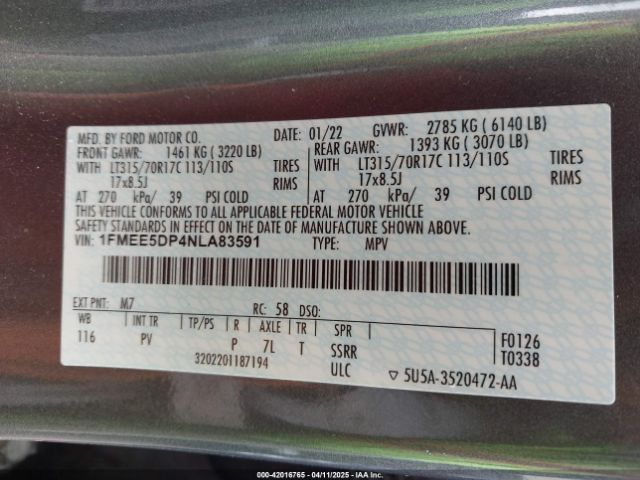 MFD. BY FORD MOTOR CO. DATE: 01/22 GVWR: 2785 KG ( 6140 LB)
FRONT GAWR: 1461 KG ( 3220 LB) REAR GAWR: 1393 KG ( 3070 LB)
WITH LT315/70R17C 113/110S TIRES WITH LT315/70R17C 113/110S TIRES
17x8.5J RIMS 17x8.5J RIMS
AT 270 kPa/ 39 PSI COLD AT 270 kPa/ 39 PSI COLD
THIS VEHICLE CONFORMS TO ALL APPLICABLE FEDERAL MOTOR VEHICLE
SAFETY STANDARDS IN EFFECT ON THE DATE OF MANUFACTURE SHOWN ABOVE.
VIN: 1FMEE5DP4NLA83591 TYPE: MPV
EXT PNT: M7 RC: 58 DSO:
WB INT TR TP/PS R AXLE TR SPR
116 PV P 7L T SSRR
3202201187194 ULC
F0126
T0338
▽ 5U5A-3520472-AA
000-42016765 - 04/11/2025 - IAA, Inc.